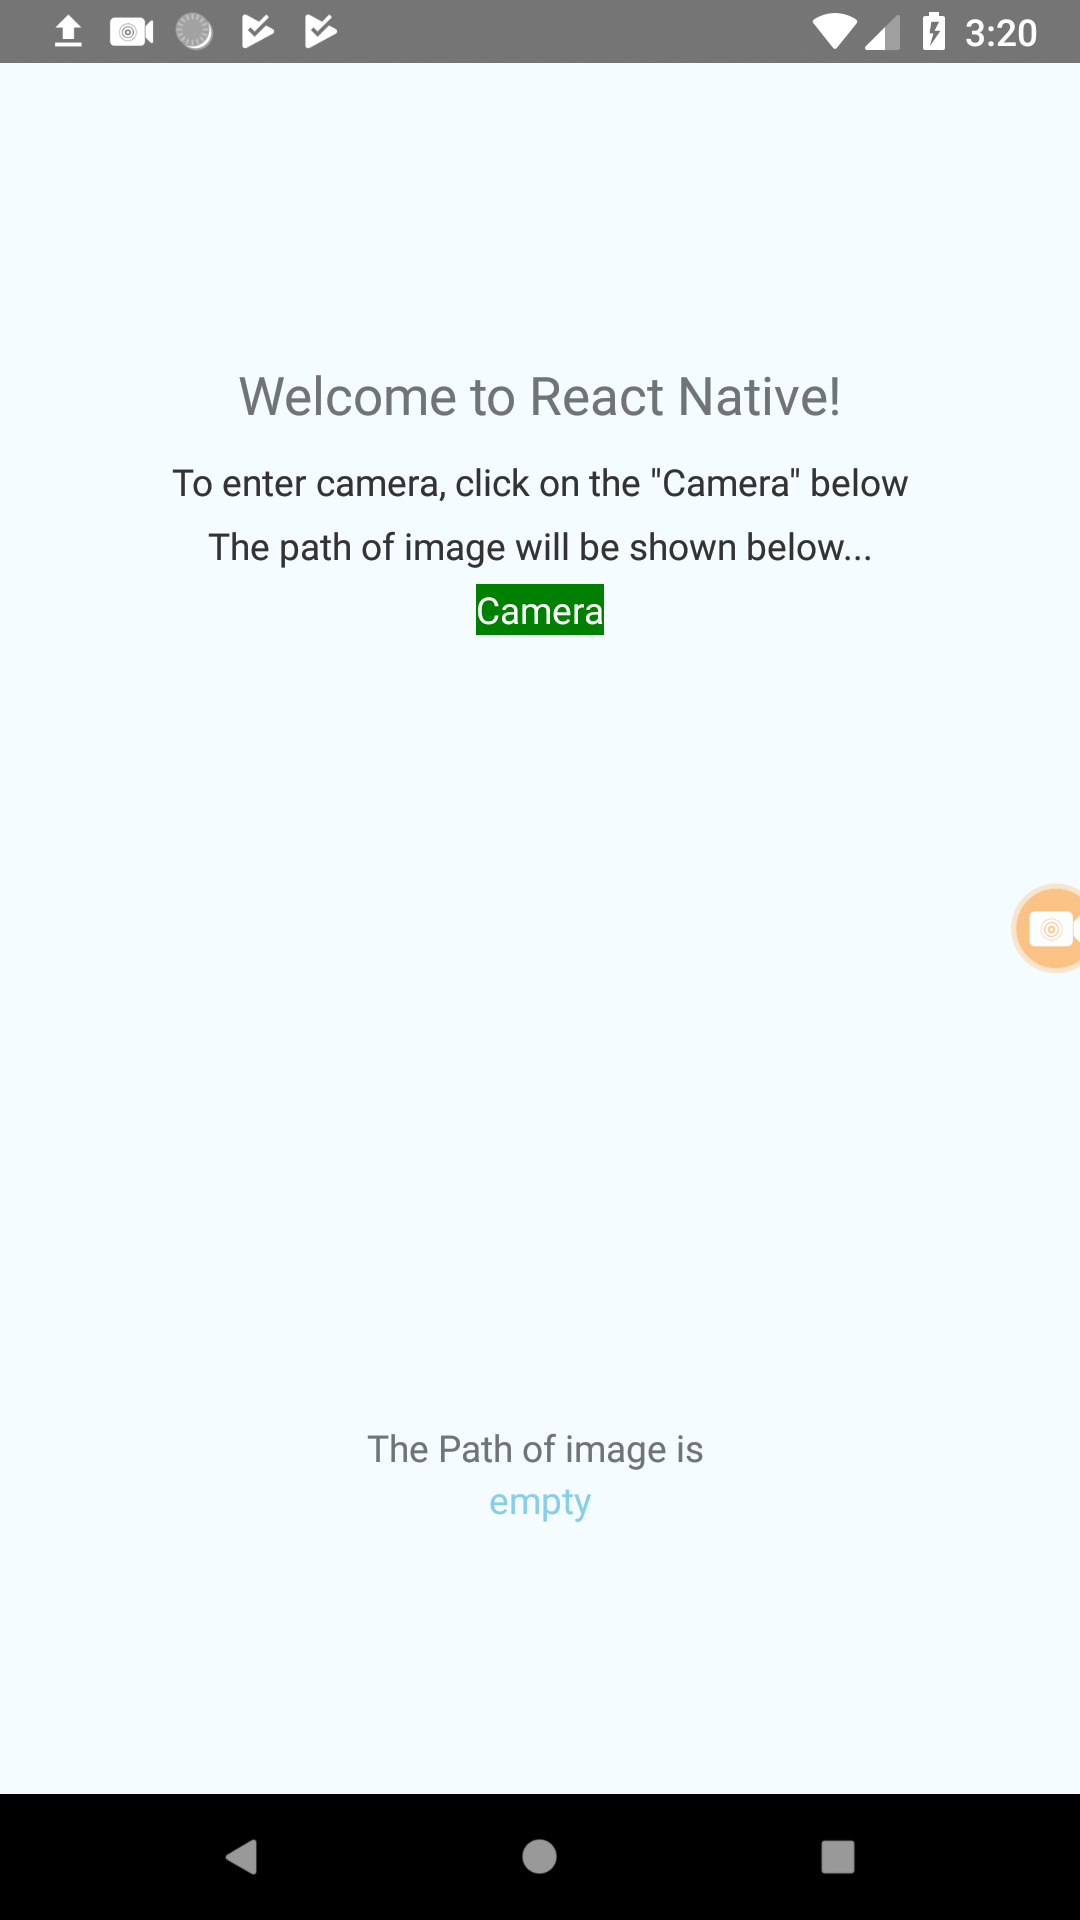 3:20
Welcome to React Native!
To enter camera, click on the "Camera" below
The path of image will be shown below...
Camera
The Path of image is
empty